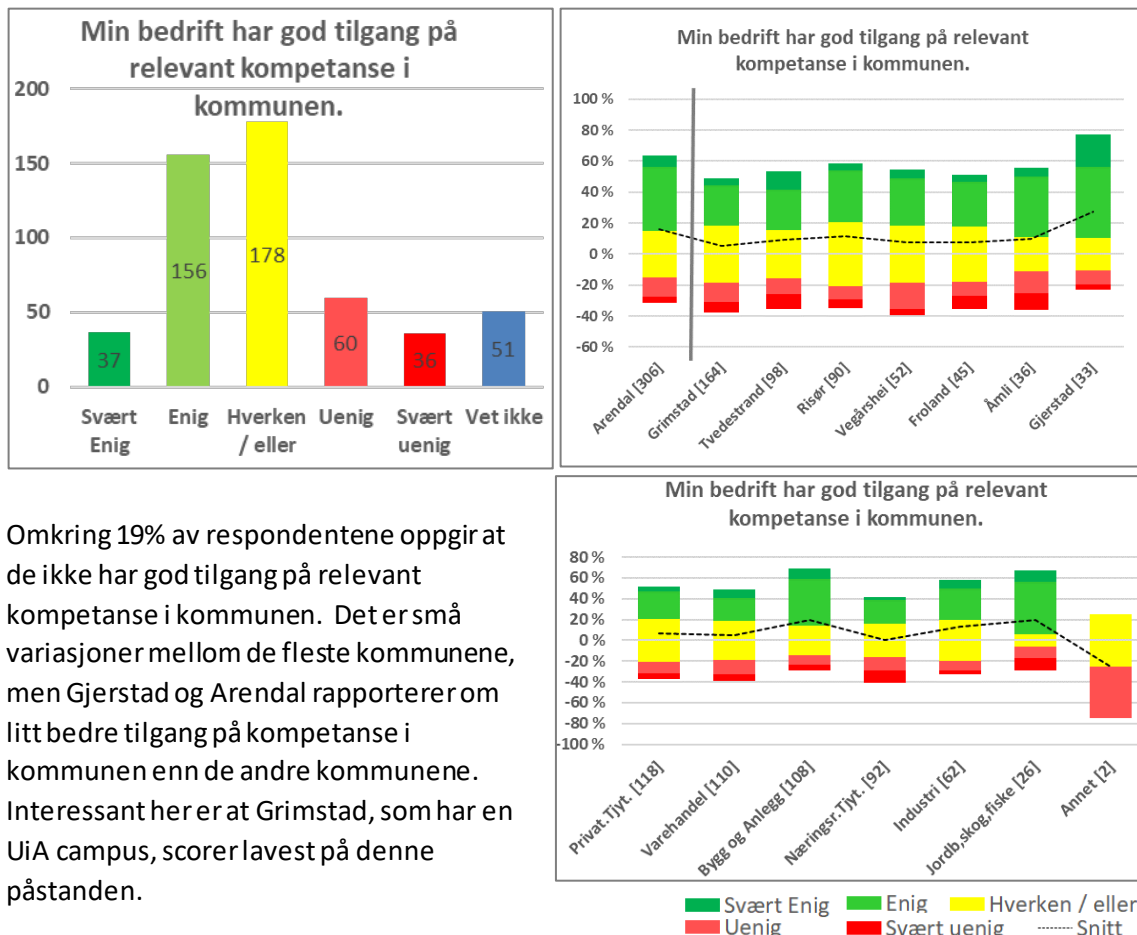 Min bedrift har god tilgang på
relevant kompetanse i
kommunen.
200
150
100
50
0
37
156
178
60
36
51
Svært
Enig
Enig
Hverken
/ eller
Uenig
Svært
uenig
Vet ikke
Min bedrift har god tilgang på relevant
kompetanse i kommunen.
100 %
80 %
60 %
40 %
20 %
0 %
-20 %
-40 %
-60 %
Arendal [306]
Grimstad [164]
Tvedestrand [98]
Risør [90]
Vegårshei [52]
Froland [45]
Åmli [36]
Gjerstad [33]
Omkring 19% av respondentene oppgir at
de ikke har god tilgang på relevant
kompetanse i kommunen. Det er små
variasjoner mellom de fleste kommunene,
men Gjerstad og Arendal rapporterer om
litt bedre tilgang på kompetanse i
kommunen enn de andre kommunene.
Interessant her er at Grimstad, som har en
UiA campus, scorer lavest på denne
påstanden.
Min bedrift har god tilgang på relevant
kompetanse i kommunen.
80 %
60 %
40 %
20 %
0 %
-20 %
-40 %
-60 %
-80 %
-100 %
Privat.Tjyt. [118]
Varehandel [110]
Bygg og Anlegg [108]
Næringsr.Tjyt. [92]
Industri [62]
Jordb,skog,fiske [26]
Annet [2]
Svært Enig
Enig
Hverken / eller
Uenig
Svært uenig
Snitt